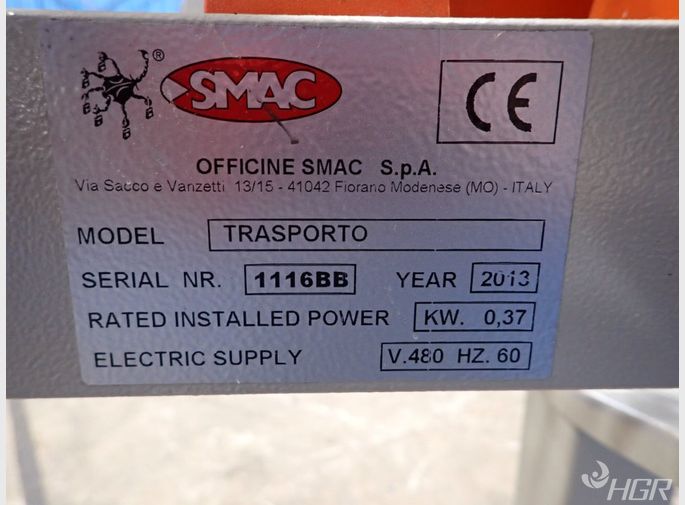 SMAC ®
CE
OFFICINE SMAC S.p.A.
Via Sacco e Vanzetti 13/15 - 41042 Fiorano Modenese (MO) - ITALY
MODEL TRASPORTO
SERIAL NR. 1116BB YEAR 2013
RATED INSTALLED POWER KW. 0,37
ELECTRIC SUPPLY V.480 HZ. 60
HGR